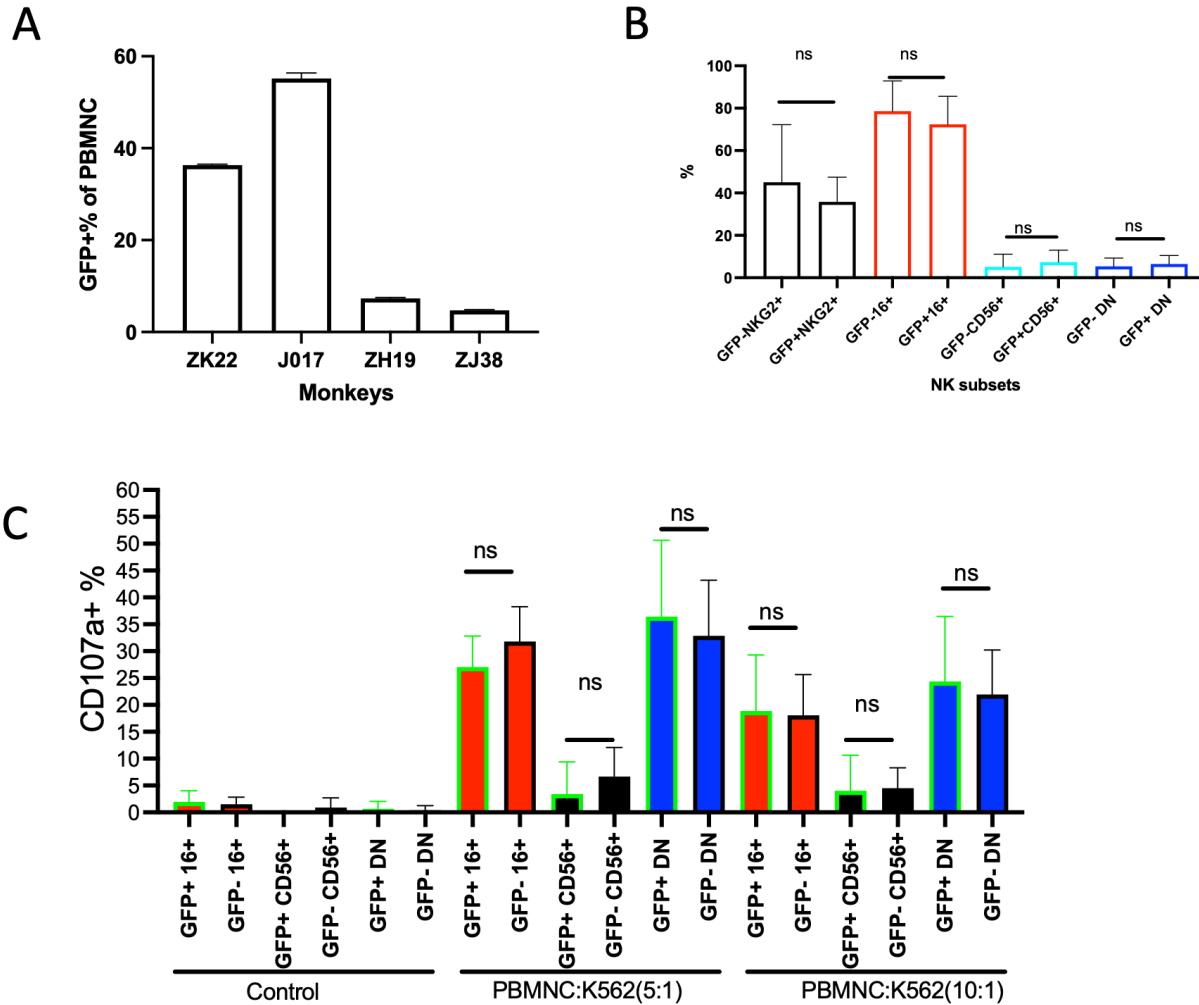 A
GFP+% of PBMNC
60
40
20
0
ZK22 J017 ZH19 ZJ38
Monkeys
B
%
100
80
60
40
20
0
ns ns ns ns
GFP-NKG2+ GFP+NKG2+ GFP-16+ GFP+16+ GFP-CD56+ GFP+CD56+ GFP- DN GFP+ DN
NK subsets
C
CD107a+ %
60
55
50
45
40
35
30
25
20
15
10
5
0
ns ns ns ns ns ns
GFP+ 16+ GFP- 16+ GFP+ CD56+ GFP- CD56+ GFP+ DN GFP- DN GFP+ 16+ GFP- 16+ GFP+ CD56+ GFP- CD56+ GFP+ DN GFP- DN GFP+ 16+ GFP- 16+ GFP+ CD56+ GFP- CD56+ GFP+ DN GFP- DN
Control PBMNC:K562(5:1) PBMNC:K562(10:1)